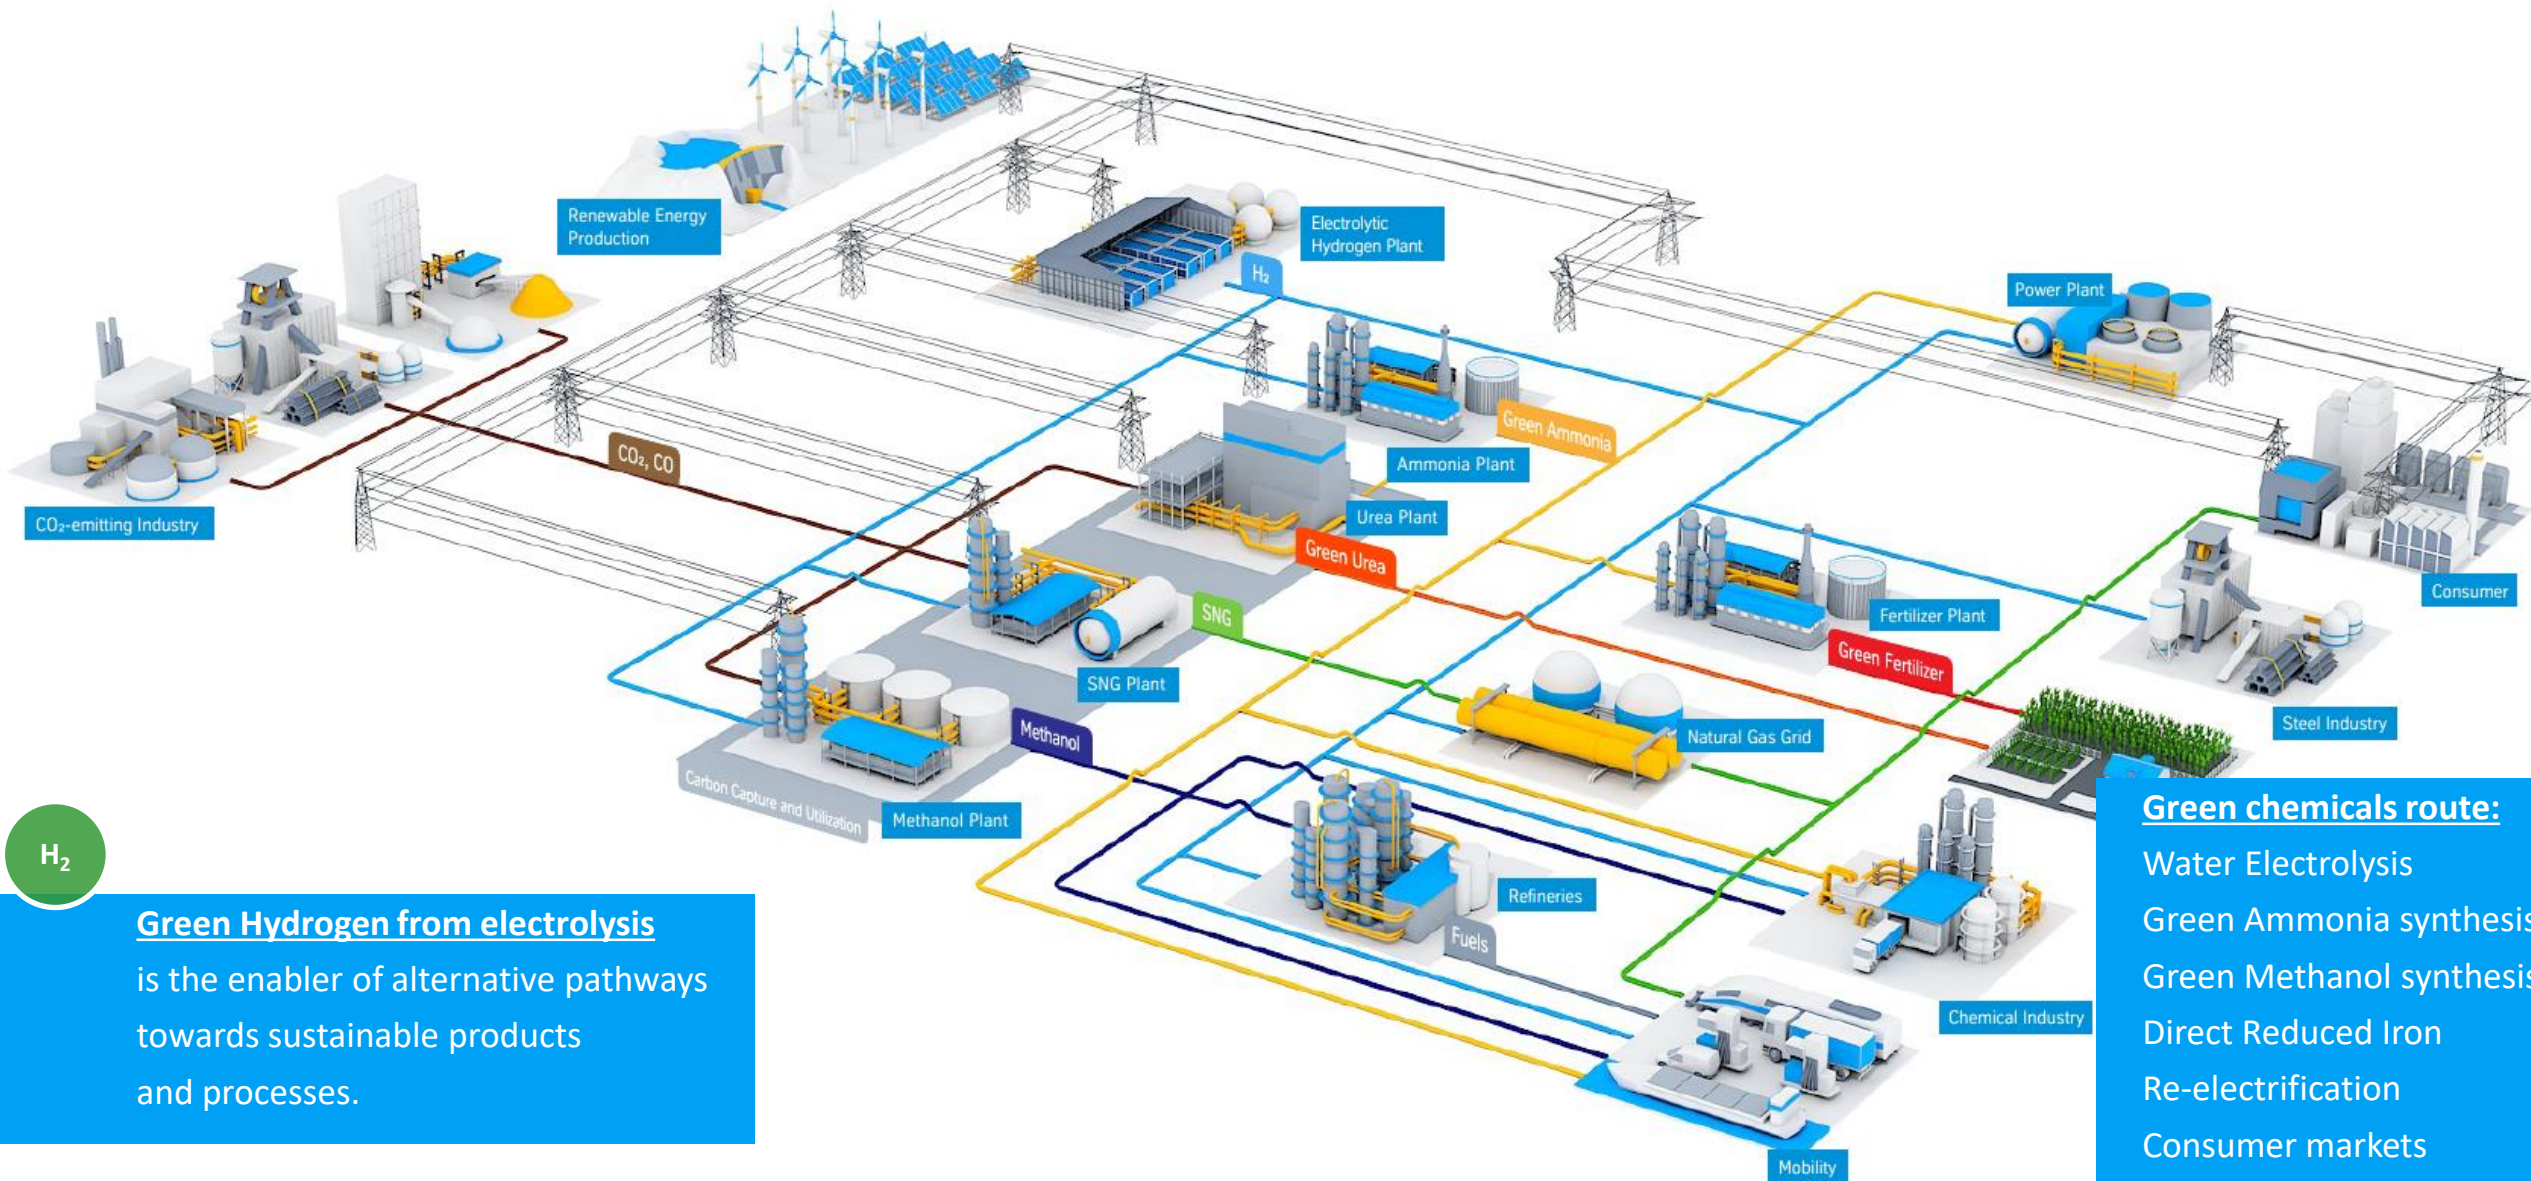 Renewable Energy
Production
Electrolytic
Hydrogen Plant
H₂
Power Plant
Green Ammonia
Ammonia Plant
CO₂, CO
CO₂-emitting Industry
Urea Plant
Green Urea
Consumer
SNG
Fertilizer Plant
Green Fertilizer
SNG Plant
Steel Industry
Methanol
Natural Gas Grid
Carbon Capture and Utilization
Methanol Plant
Refineries
Fuels
Chemical Industry
Mobility
H₂
Green Hydrogen from electrolysis
is the enabler of alternative pathways
towards sustainable products
and processes.
Green chemicals route:
Water Electrolysis
Green Ammonia synthesis
Green Methanol synthesis
Direct Reduced Iron
Re-electrification
Consumer markets